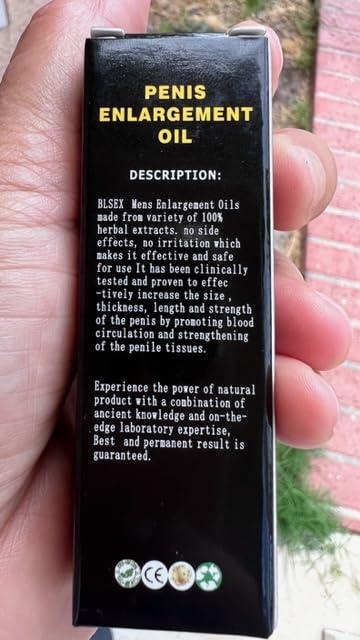 PENIS
ENLARGEMENT
OIL
DESCRIPTION:
BLSEX Mens Enlargement Oils
made from variety of 100%
herbal extracts. no side
effects, no irritation which
makes it effective and safe
for use It has been clinically
tested and proven to effec
-tively increase the size ,
thickness, length and strength
of the penis by promoting blood
circulation and strengthening
of the penile tissues.
Experience the power of natural
product with a combination of
ancient knowledge and on-the-
edge laboratory expertise,
Best and permanent result is
guaranteed.
CE